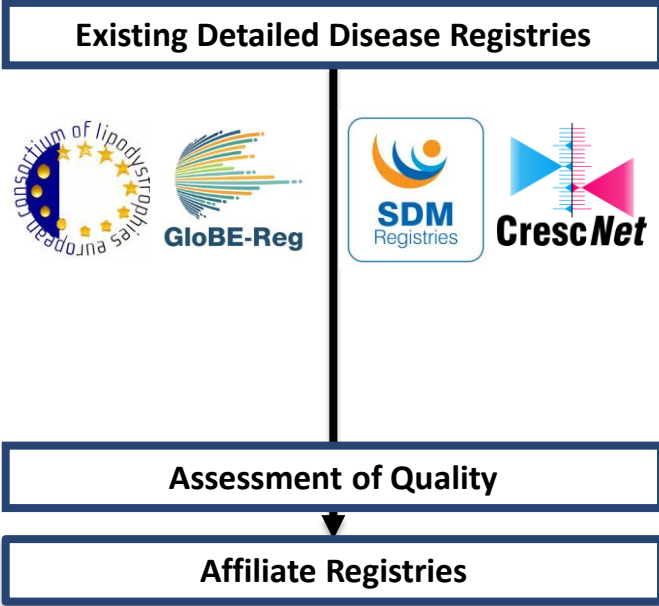 Existing Detailed Disease Registries
european consortium of lipodystrophies
GloBE-Reg
SDM
Registries
CrescNet
Assessment of Quality
Affiliate Registries